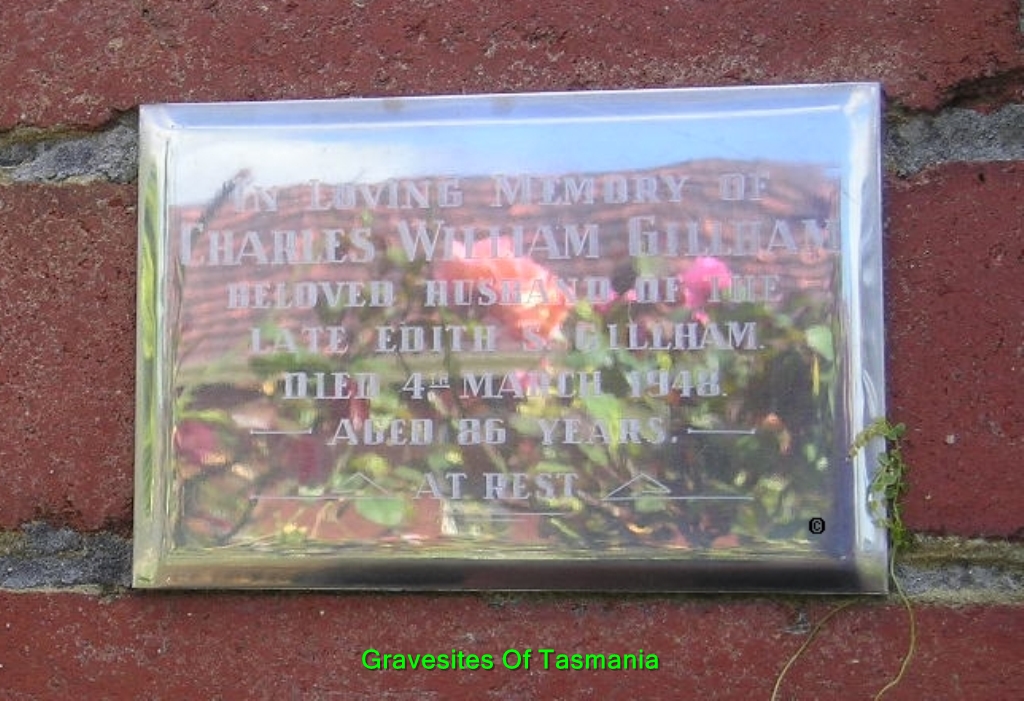 IN LOVING MEMORY OF
CHARLES WILLIAM GILLHAM
BELOVED HUSBAND OF THE
LATE EDITH S. GILLHAM.
DIED 4TH MARCH 1948.
AGED 86 YEARS.
AT REST
©
Gravesites Of Tasmania